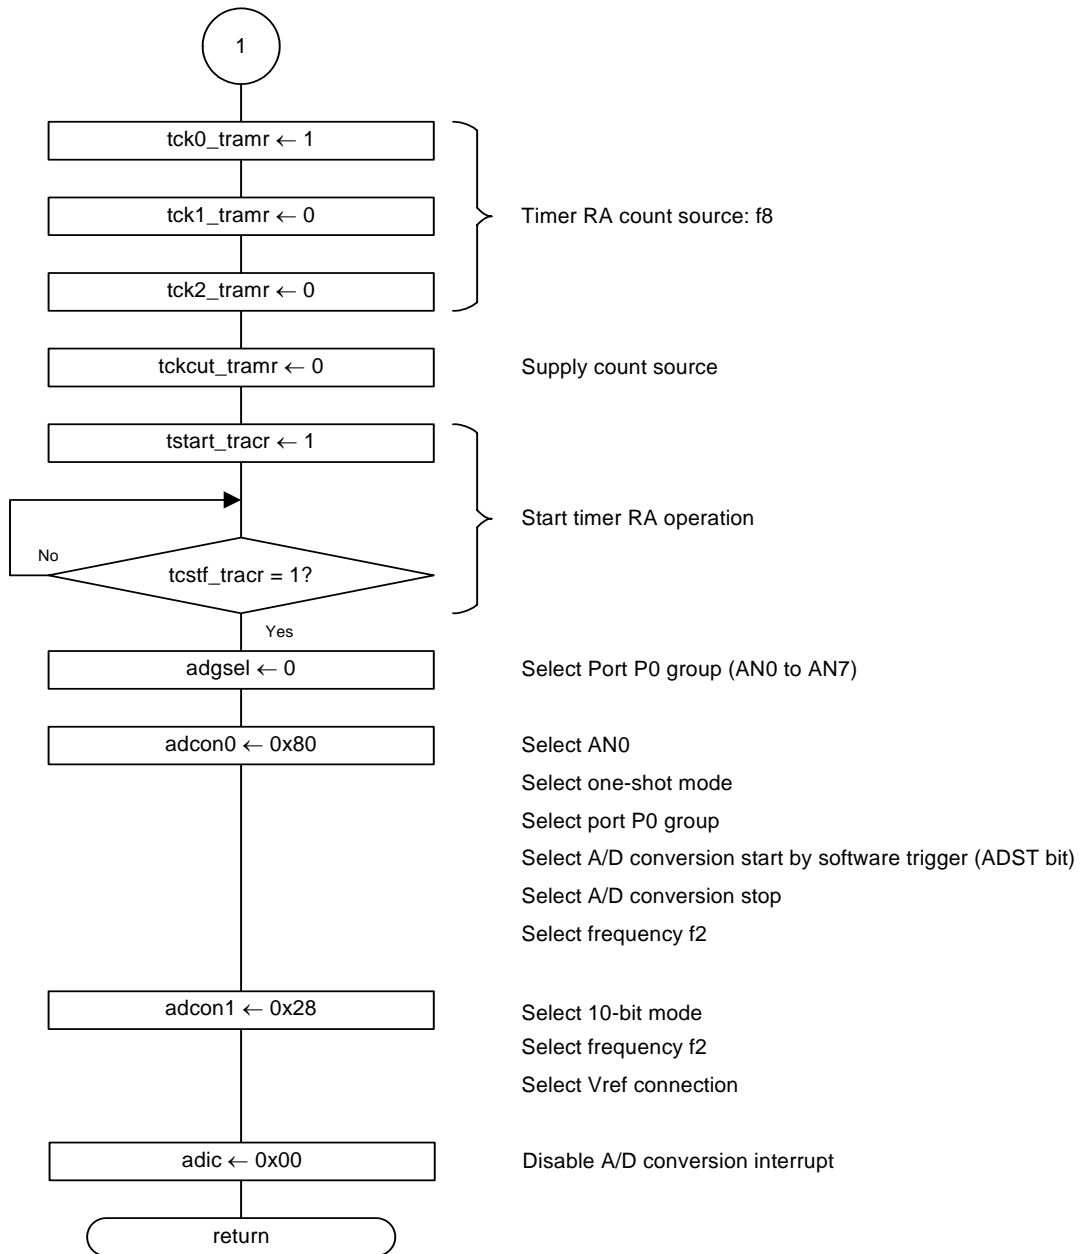 1
tck0_tramr ← 1
tck1_tramr ← 0
Timer RA count source: f8
tck2_tramr ← 0
tckcut_tramr ← 0
Supply count source
tstart_tracr ← 1
Start timer RA operation
No
tcstf_tracr = 1?
Yes
adgsel ← 0
Select Port P0 group (AN0 to AN7)
adcon0 ← 0x80
Select AN0
Select one-shot mode
Select port P0 group
Select A/D conversion start by software trigger (ADST bit)
Select A/D conversion stop
Select frequency f2
adcon1 ← 0x28
Select 10-bit mode
Select frequency f2
Select Vref connection
adic ← 0x00
Disable A/D conversion interrupt
return